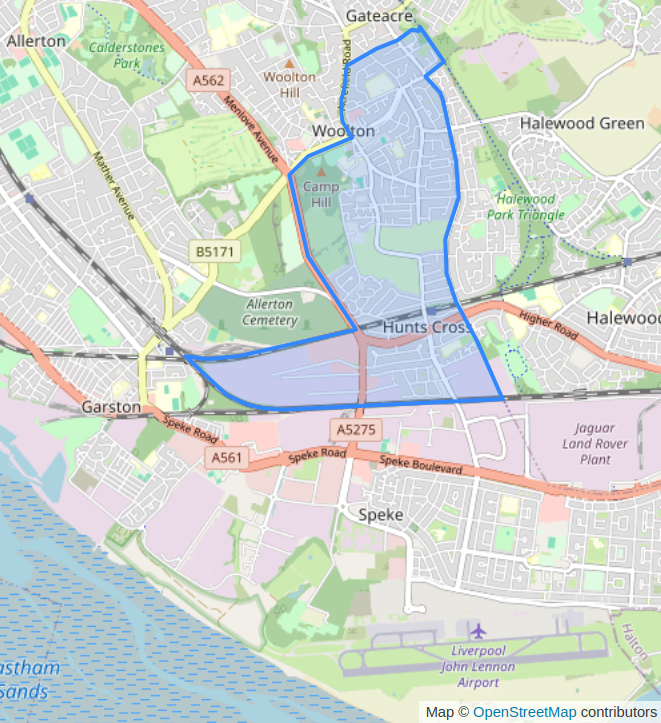 Gateacre
Allerton
Calderstones
Park
A562
Woolton
Hill
Menlove Avenue
Woolton
Halewood Green
Mather Avenue
Camp
Hill
Halewood
Park Triangle
B5171
Allerton
Cemetery
Hunts Cross
Higher Road
Halewood
Garston
Speke Road
A5275
Jaguar
Land Rover
Plant
A561
Speke Road
Speke Boulevard
Speke
Liverpool
John Lennon
Airport
Halton
astham
Sands
Map © OpenStreetMap contributors